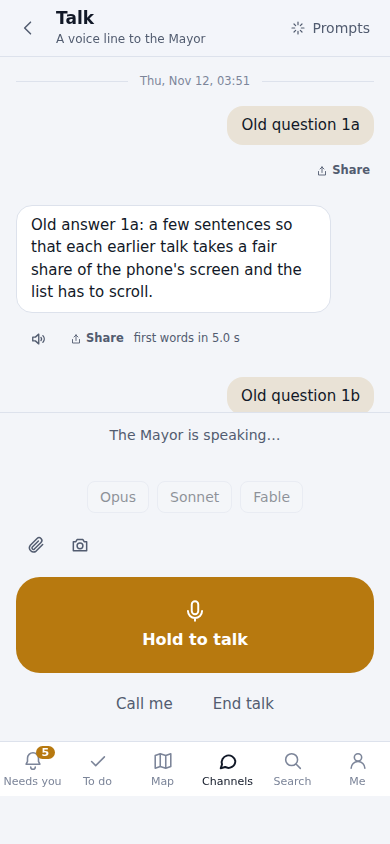 Talk
A voice line to the Mayor
Prompts
Thu, Nov 12, 03:51
Old question 1a
Share
Old answer 1a: a few sentences so
that each earlier talk takes a fair
share of the phone's screen and the
list has to scroll.
Share first words in 5.0 s
Old question 1b
The Mayor is speaking…
Opus Sonnet Fable
Hold to talk
Call me End talk
5
Needs you To do Map Channels Search Me